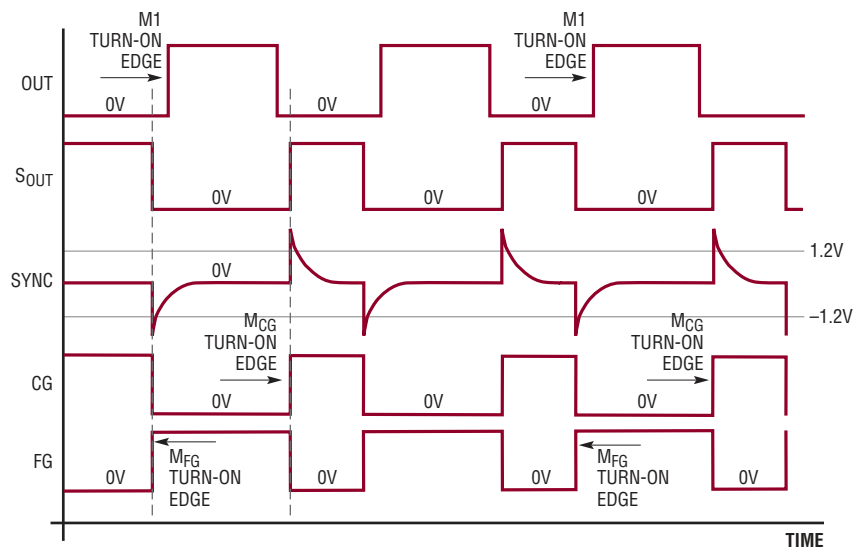 M1
TURN-ON
EDGE
M1
TURN-ON
EDGE
OUT
0V
0V
0V
SOUT
0V
0V
0V
1.2V
SYNC
0V
–1.2V
MCG
TURN-ON
EDGE
MCG
TURN-ON
EDGE
CG
0V
0V
0V
FG
0V
MFG
TURN-ON
EDGE
0V
0V
MFG
TURN-ON
EDGE
0V
TIME